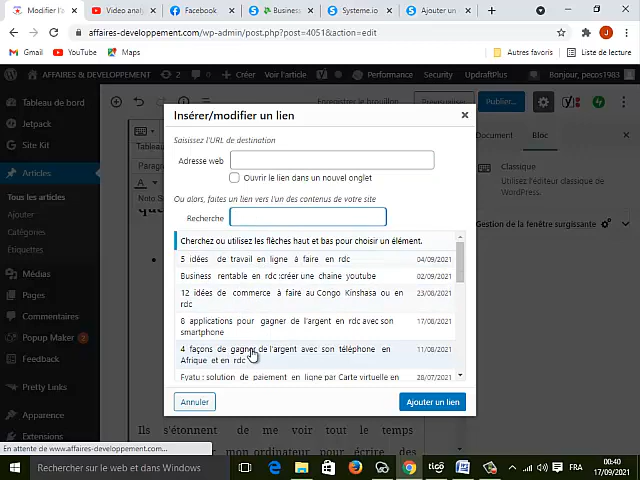 Modifier l'a
Video analy
Facebook
Business
Systeme.io
Ajouter un
affaires-developpement.com/wp-admin/post.php?post=4051&action=edit
Gmail
YouTube
Maps
Autres favoris
Liste de lecture
AFFAIRES & DEVELOPPEMENT
2
Créer
Voir l'article
Performance
Security
UpdraftPlus
Bonjour, pecos1983
Tableau de bord
Jetpack
Site Kit
Articles
Tous les articles
Ajouter
Catégories
Étiquettes
Médias
Pages
Commentaires
Popup Maker 2
Feedback
Pretty Links
Apparence
Extensions
Enregistrer le brouillon
Prévisualiser
Publier...
Document
Bloc
Classique
Utilisez l'éditeur classique de WordPress.
Gestion de la fenêtre surgissante
Paragr
Insérer/modifier un lien
Saisissez l'URL de destination
Adresse web
Ouvrir le lien dans un nouvel onglet
Ou alors, faites un lien vers l'un des contenus de votre site
Recherche
Cherchez ou utilisez les flèches haut et bas pour choisir un élément.
5 idées de travail en ligne à faire en rdc 04/09/2021
Business rentable en rdc :créer une chaine youtube 02/09/2021
12 idées de commerce à faire au Congo Kinshasa ou en 23/08/2021
rdc
8 applications pour gagner de l'argent en rdc avec son 17/08/2021
smartphone
4 façons de gagner de l'argent avec son téléphone en 11/08/2021
Afrique et en rdc
Fyatu : solution de paiement en ligne par Carte virtuelle en 28/07/2021
Annuler
Ajouter un lien
Ils s'étonnent de me voir tout le temps
mon ordinateur pour écrire des
En attente de www.affaires-developpement.com...
Rechercher sur le web et dans Windows
tigo
FRA
00:40
17/09/2021